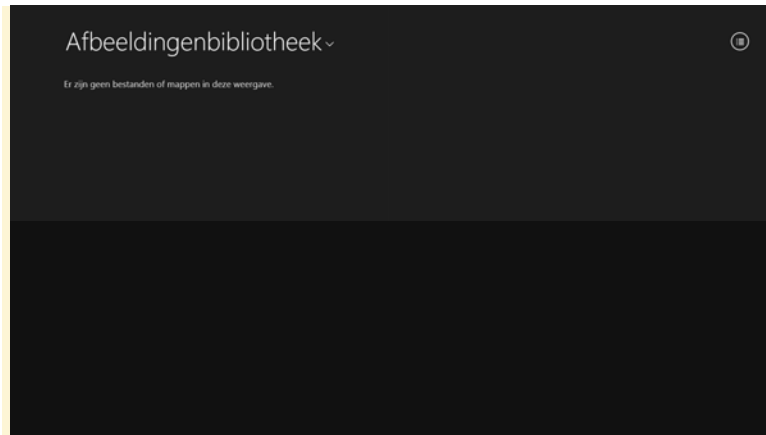 Afbeeldingenbibliotheek
Er zijn geen bestanden of mappen in deze weergave.